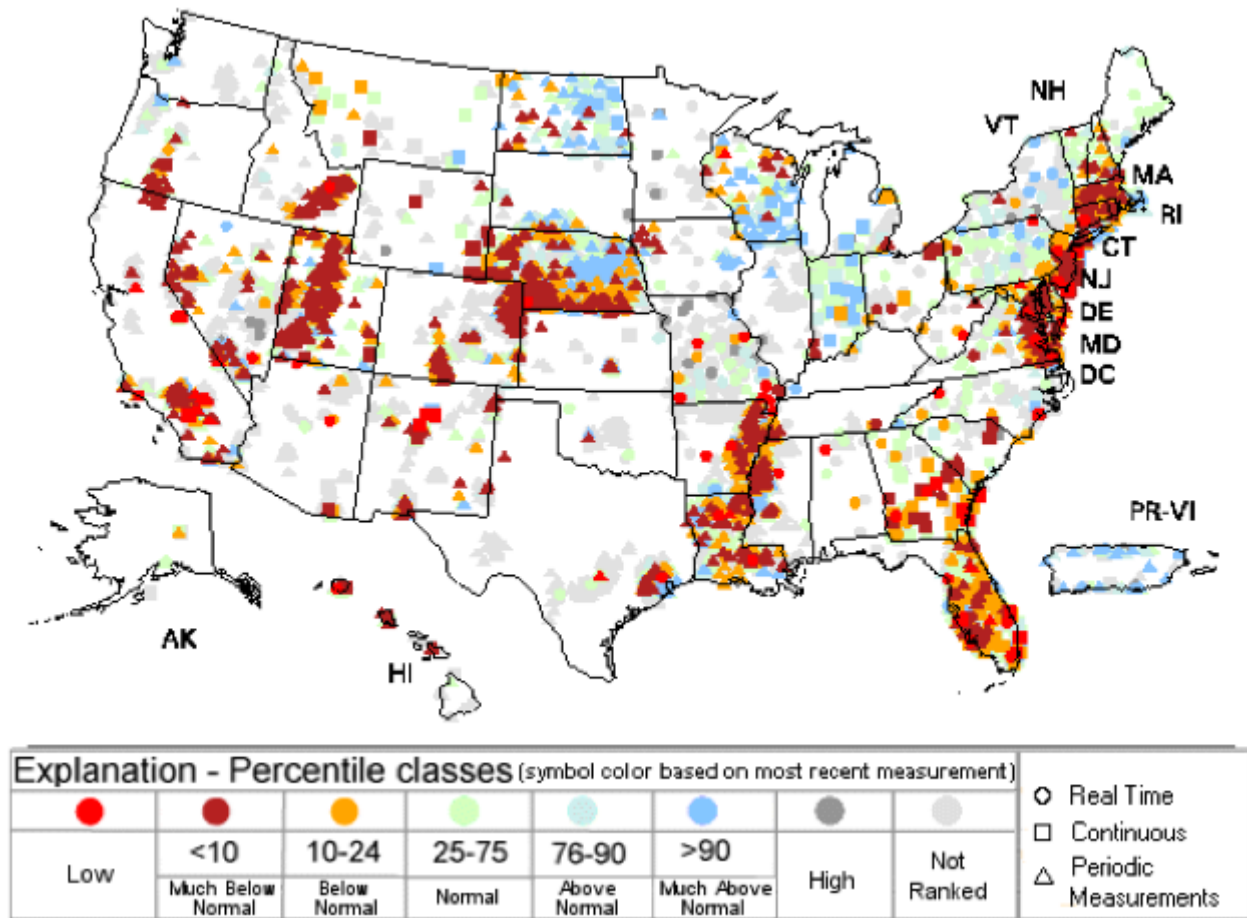 NH
VT
MA
RI
CT
NJ
DE
MD
DC
PR-VI
AK
HI
Explanation - Percentile classes (symbol color based on most recent measurement)
Low
<10
Much Below Normal
10-24
Below Normal
25-75
Normal
76-90
Above Normal
>90
Much Above Normal
High
Not Ranked
Real Time
Continuous
Periodic Measurements